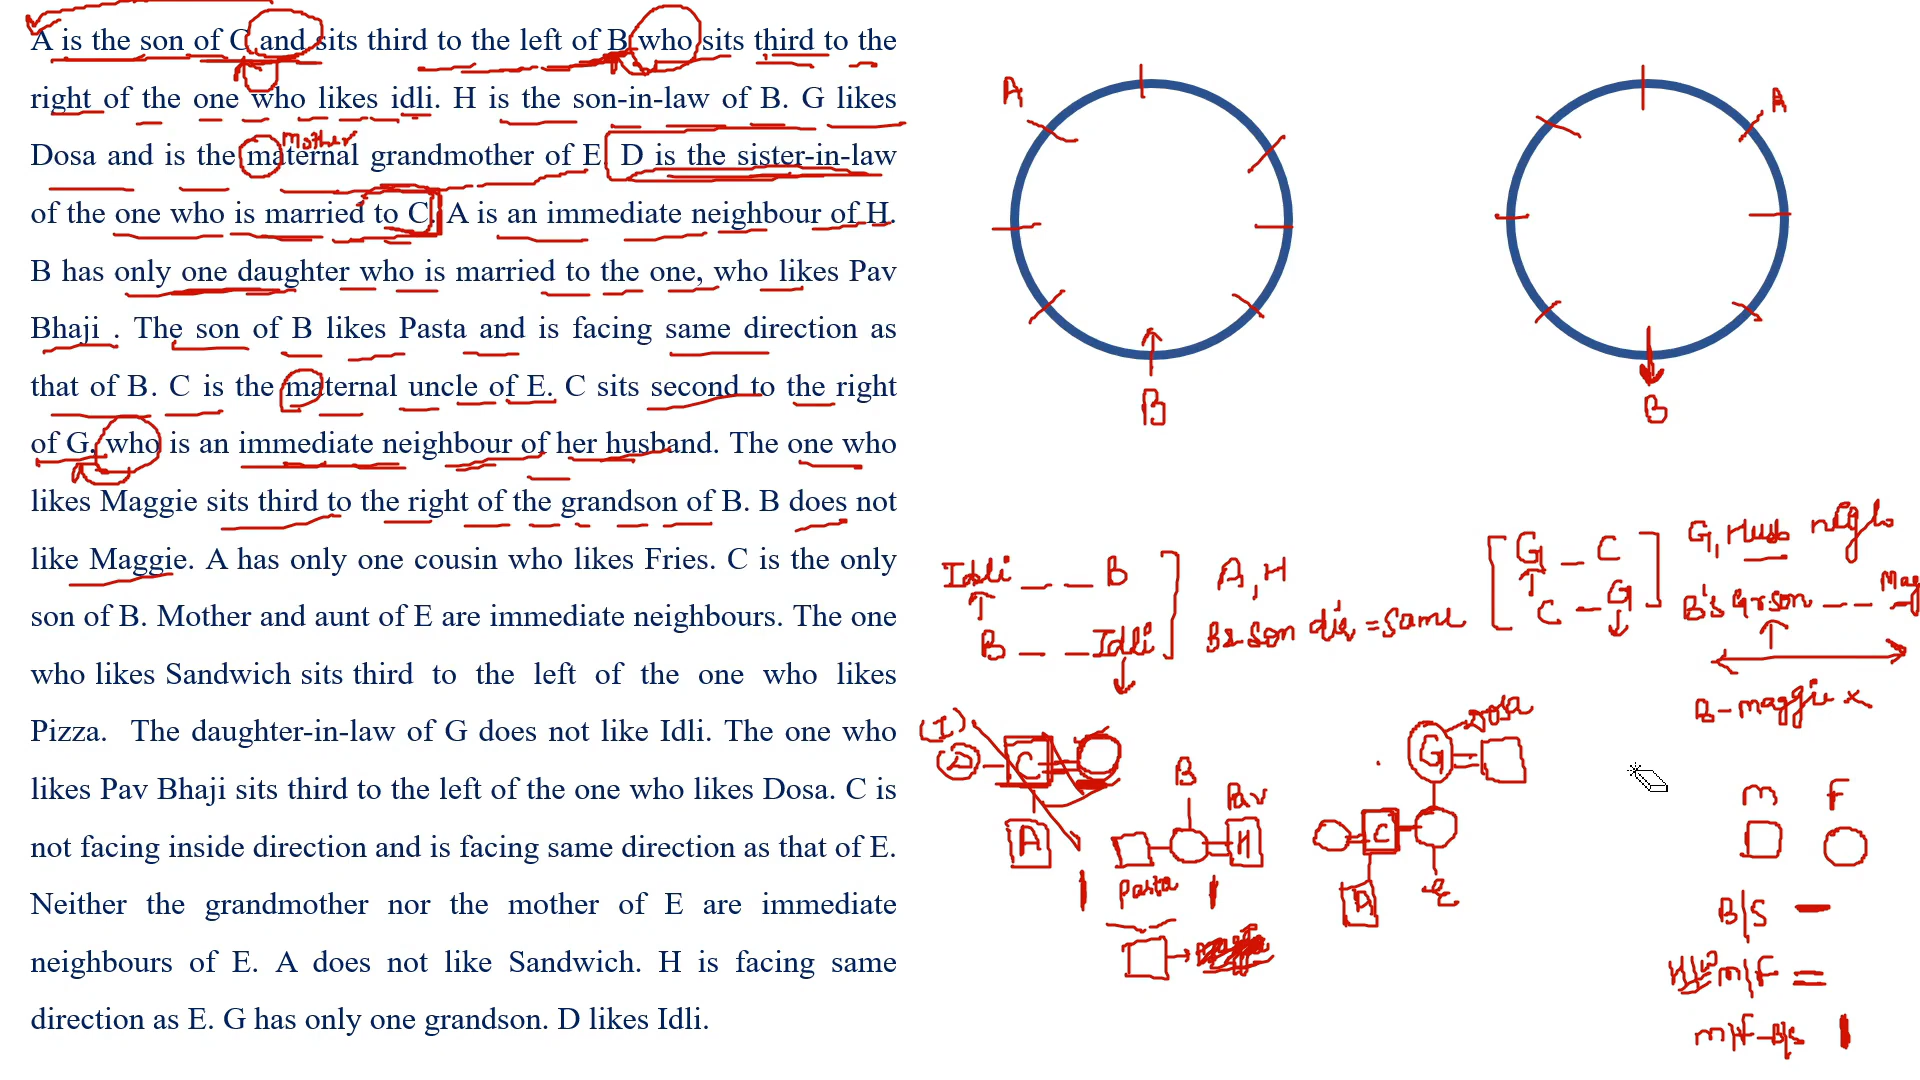 A is the son of C and sits third to the left of B who sits third to the
right of the one who likes idli. H is the son-in-law of B. G likes
Mother
Dosa and is the maternal grandmother of E. D is the sister-in-law
of the one who is married to C. A is an immediate neighbour of H.
B has only one daughter who is married to the one, who likes Pav
Bhaji . The son of B likes Pasta and is facing same direction as
that of B. C is the maternal uncle of E. C sits second to the right
of G, who is an immediate neighbour of her husband. The one who
likes Maggie sits third to the right of the grandson of B. B does not
like Maggie. A has only one cousin who likes Fries. C is the only
son of B. Mother and aunt of E are immediate neighbours. The one
who likes Sandwich sits third to the left of the one who likes
Pizza. The daughter-in-law of G does not like Idli. The one who
likes Pav Bhaji sits third to the left of the one who likes Dosa. C is
not facing inside direction and is facing same direction as that of E.
Neither the grandmother nor the mother of E are immediate
neighbours of E. A does not like Sandwich. H is facing same
direction as E. G has only one grandson. D likes Idli.
A
B
A
B
Idli _ _ B
B _ _ Idli
A, H
B & son dir = same
G _ C
C _ G
G, Husb neigh
B's Grson _ _ Mag
B - maggie x
(I)
D - C
A
B
Pav
H
Pasta
Dosa
G
C
A
E
m F
B|S —
m|F =
m|F - B|S |